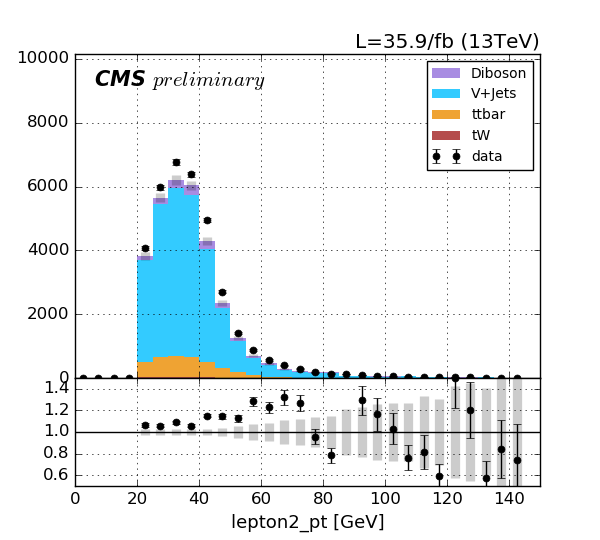 L=35.9/fb (13TeV)
CMS preliminary
Diboson
V+Jets
ttbar
tW
data
10000
8000
6000
4000
2000
0
1.4
1.2
1.0
0.8
0.6
0 20 40 60 80 100 120 140
lepton2_pt [GeV]